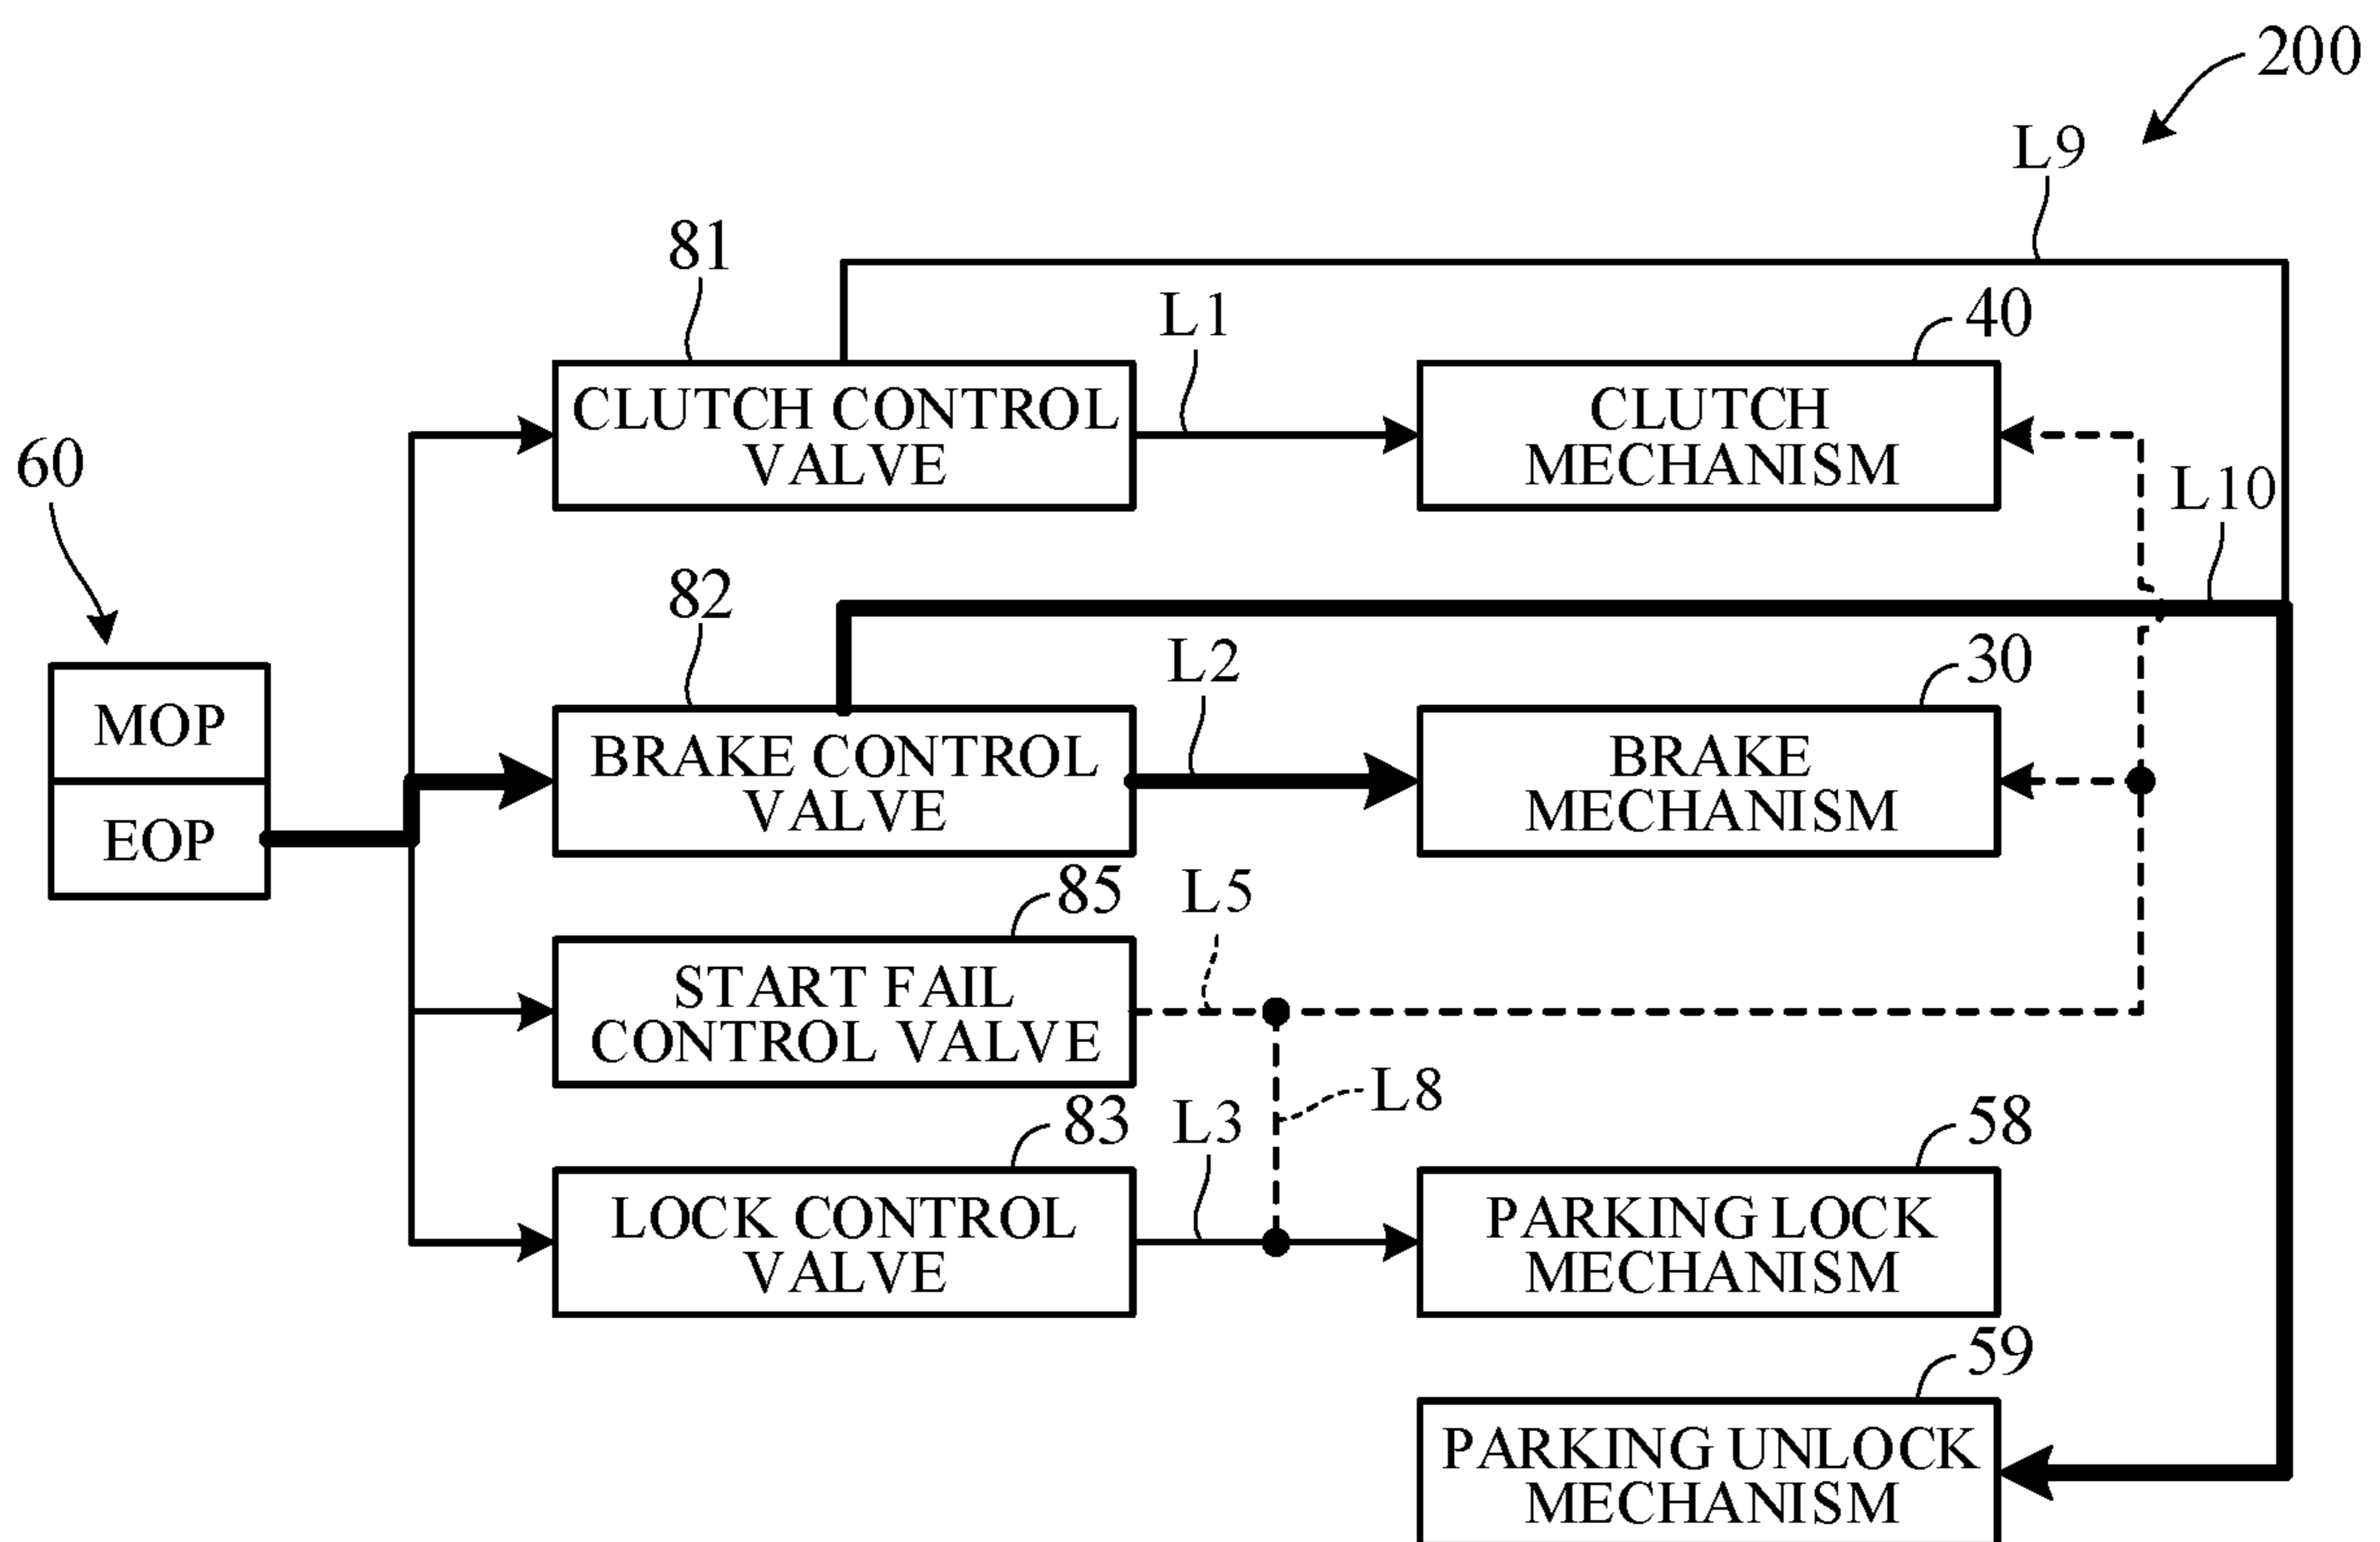 200
L9
81
L1
40
CLUTCH CONTROL
VALVE
CLUTCH
MECHANISM
60
L10
82
L2
30
MOP
EOP
BRAKE CONTROL
VALVE
BRAKE
MECHANISM
85
L5
START FAIL
CONTROL VALVE
L8
83
L3
58
LOCK CONTROL
VALVE
PARKING LOCK
MECHANISM
59
PARKING UNLOCK
MECHANISM